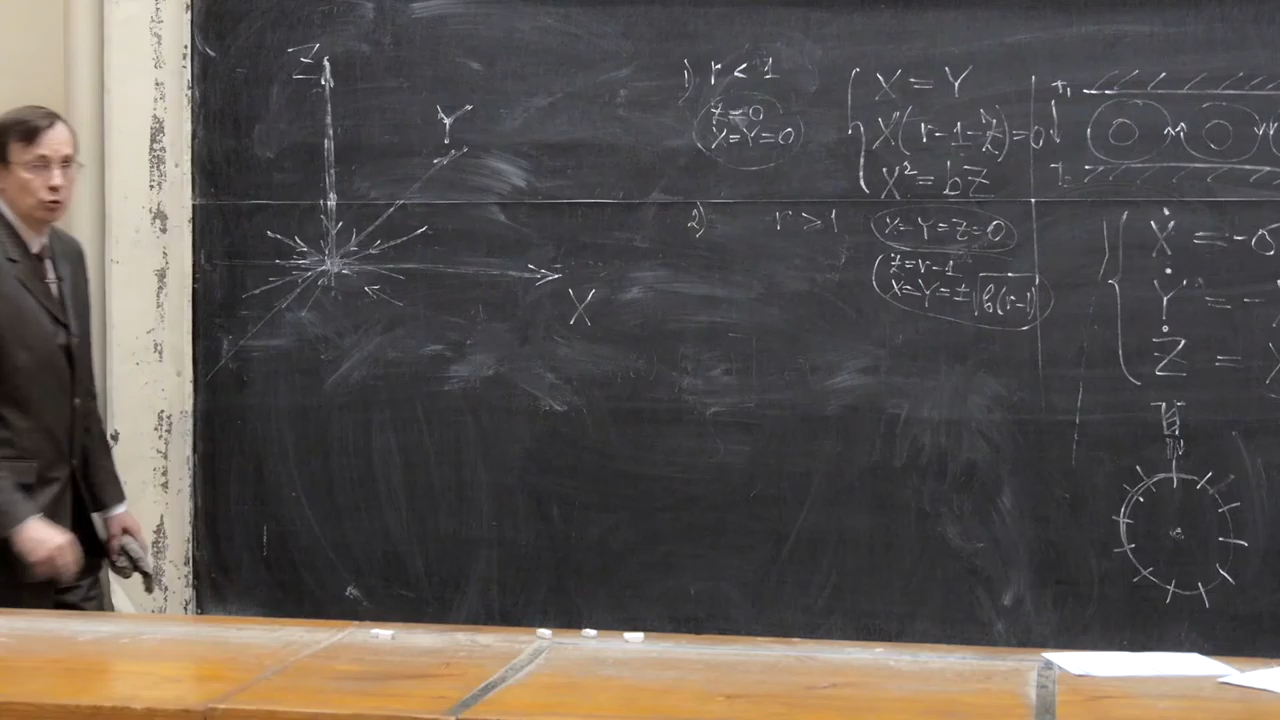 Z
Y
X
1) r < 1
Z=0
X=Y=0
X = Y
X(r-1-Z)=0
X² = bZ
2) r > 1
X=Y=Z=0
Z=r-1
X=Y=±√b(r-1)
Ẋ = -σ
Ẏ = -
Ż = X